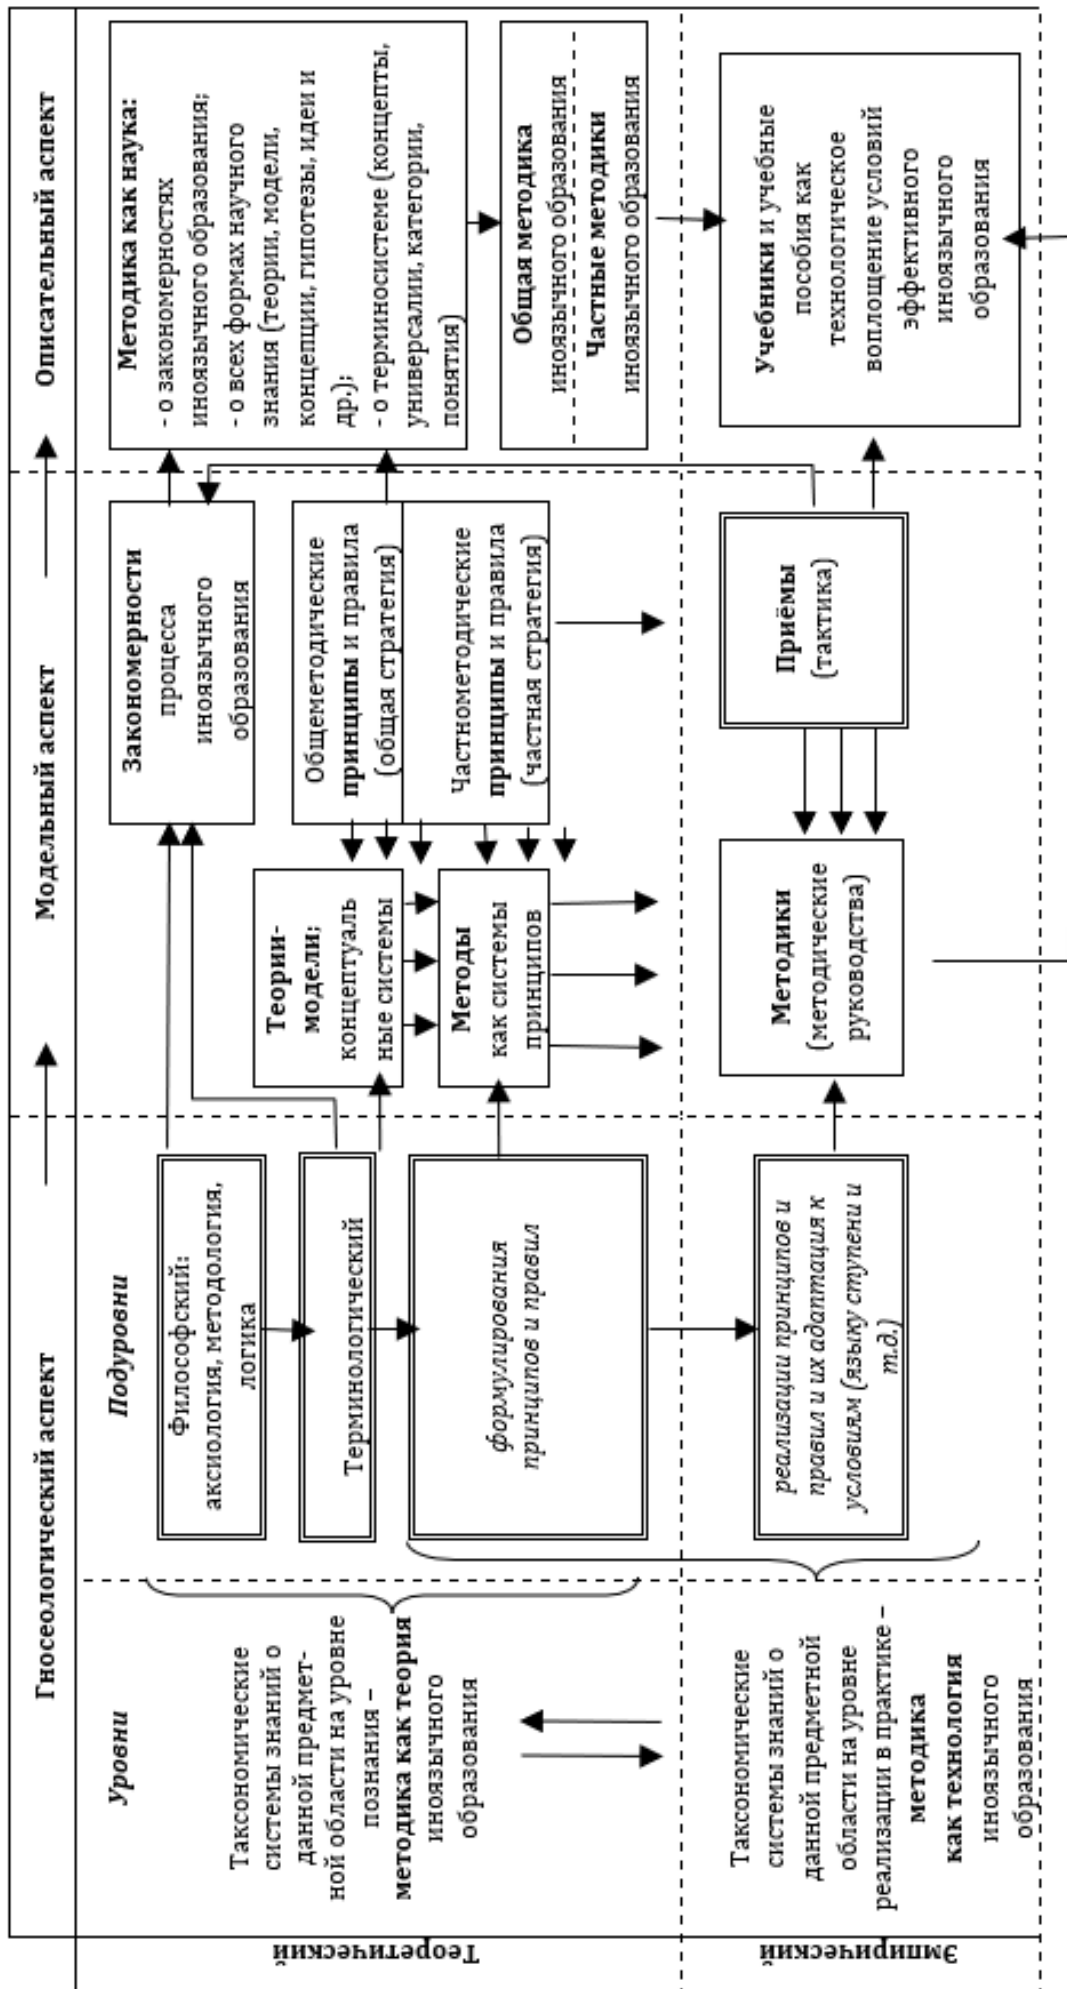 Гносеологический аспект
Модельный аспект
Описательный аспект
Уровни
Подуровни
Теоретический
Таксономические
системы знаний о
данной предмет-
ной области на уровне
познания –
методика как теория
иноязычного
образования
Философский:
аксиология, методология,
логика
Терминологический
формулирования
принципов и правил
Закономерности
процесса
иноязычного
образования
Теории-
модели;
концептуаль
ные системы
Методы
как системы
принципов
Общеметодические
принципы и правила
(общая стратегия)
Частнометодические
принципы и правила
(частная стратегия)
Методика как наука:
- о закономерностях
иноязычного образования;
- о всех формах научного
знания (теории, модели,
концепции, гипотезы, идеи и
др.);
- о терминосистеме (концепты,
универсалии, категории,
понятия)
Общая методика
иноязычного образования
Частные методики
иноязычного образования
Эмпирический
Таксономические
системы знаний о
данной предметной
области на уровне
реализации в практике –
методика
как технология
иноязычного
образования
реализации принципов и
правил и их адаптация к
условиям (языку ступени и
т.д.)
Методики
(методические
руководства)
Приёмы
(тактика)
Учебники и учебные
пособия как
технологическое
воплощение условий
эффективного
иноязычного
образования